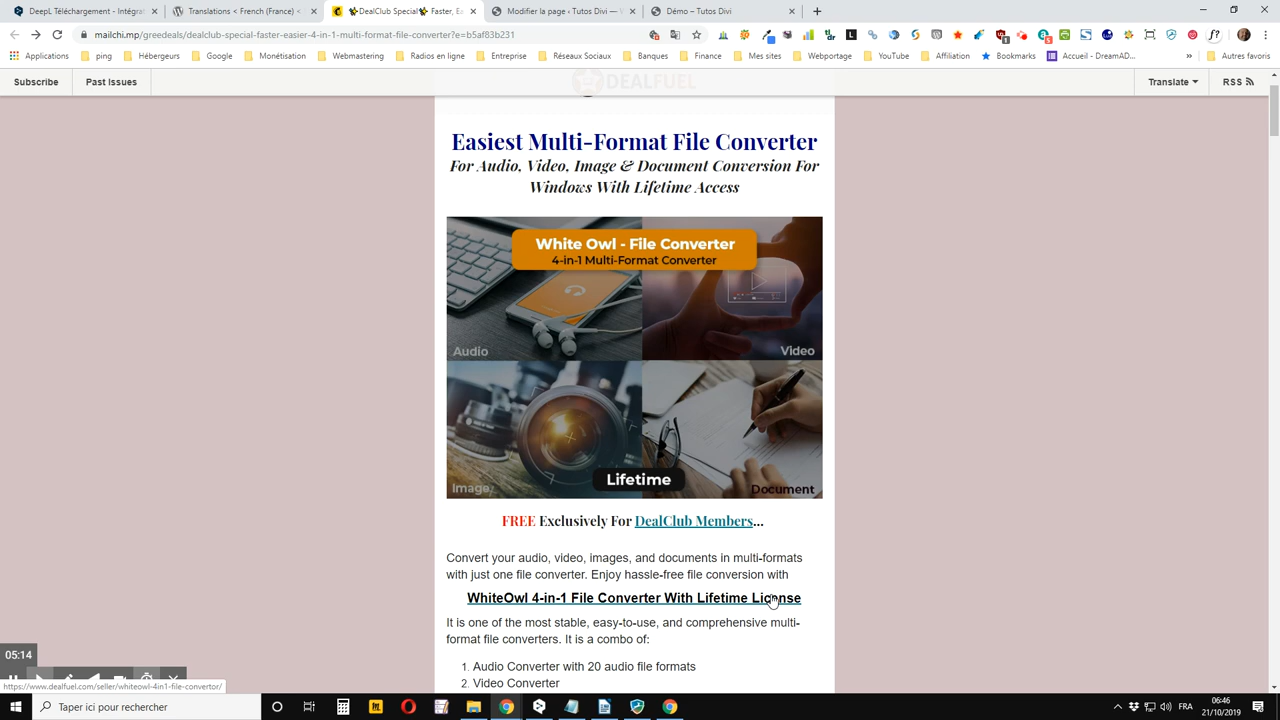 DeepL Téléchargement - Intégrat
Translations < French (France) <
DealClub Special Faster, Ea
Modifier la page ‹ Tutos Divi — W
Démo – Tutos Divi
mailchi.mp/greedeals/dealclub-special-faster-easier-4-in-1-multi-format-file-converter?e=b5af83b231
Applications ping Hébergeurs Google Monétisation Webmastering Radios en ligne Entreprise Réseaux Sociaux Banques Finance Mes sites Webportage YouTube Affiliation Bookmarks Accueil - DreamAD... » Autres favoris
Subscribe Past Issues Translate RSS
DEALFUEL
Easiest Multi-Format File Converter
For Audio, Video, Image & Document Conversion For
Windows With Lifetime Access
White Owl - File Converter
4-in-1 Multi-Format Converter
Audio Video
Image Document
Lifetime
FREE Exclusively For DealClub Members...
Convert your audio, video, images, and documents in multi-formats
with just one file converter. Enjoy hassle-free file conversion with
WhiteOwl 4-in-1 File Converter With Lifetime License
It is one of the most stable, easy-to-use, and comprehensive multi-
format file converters. It is a combo of:
1. Audio Converter with 20 audio file formats
2. Video Converter
05:14
https://www.dealfuel.com/seller/whiteowl-4in1-file-convertor/
Taper ici pour rechercher
FRA
06:46
21/10/2019